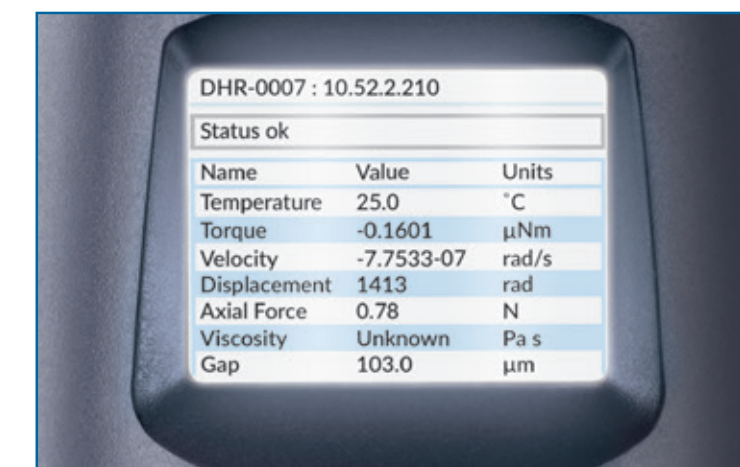 DHR-0007 : 10.52.2.210
Status ok
Name Value Units
Temperature 25.0 °C
Torque -0.1601 µNm
Velocity -7.7533-07 rad/s
Displacement 1413 rad
Axial Force 0.78 N
Viscosity Unknown Pa s
Gap 103.0 µm